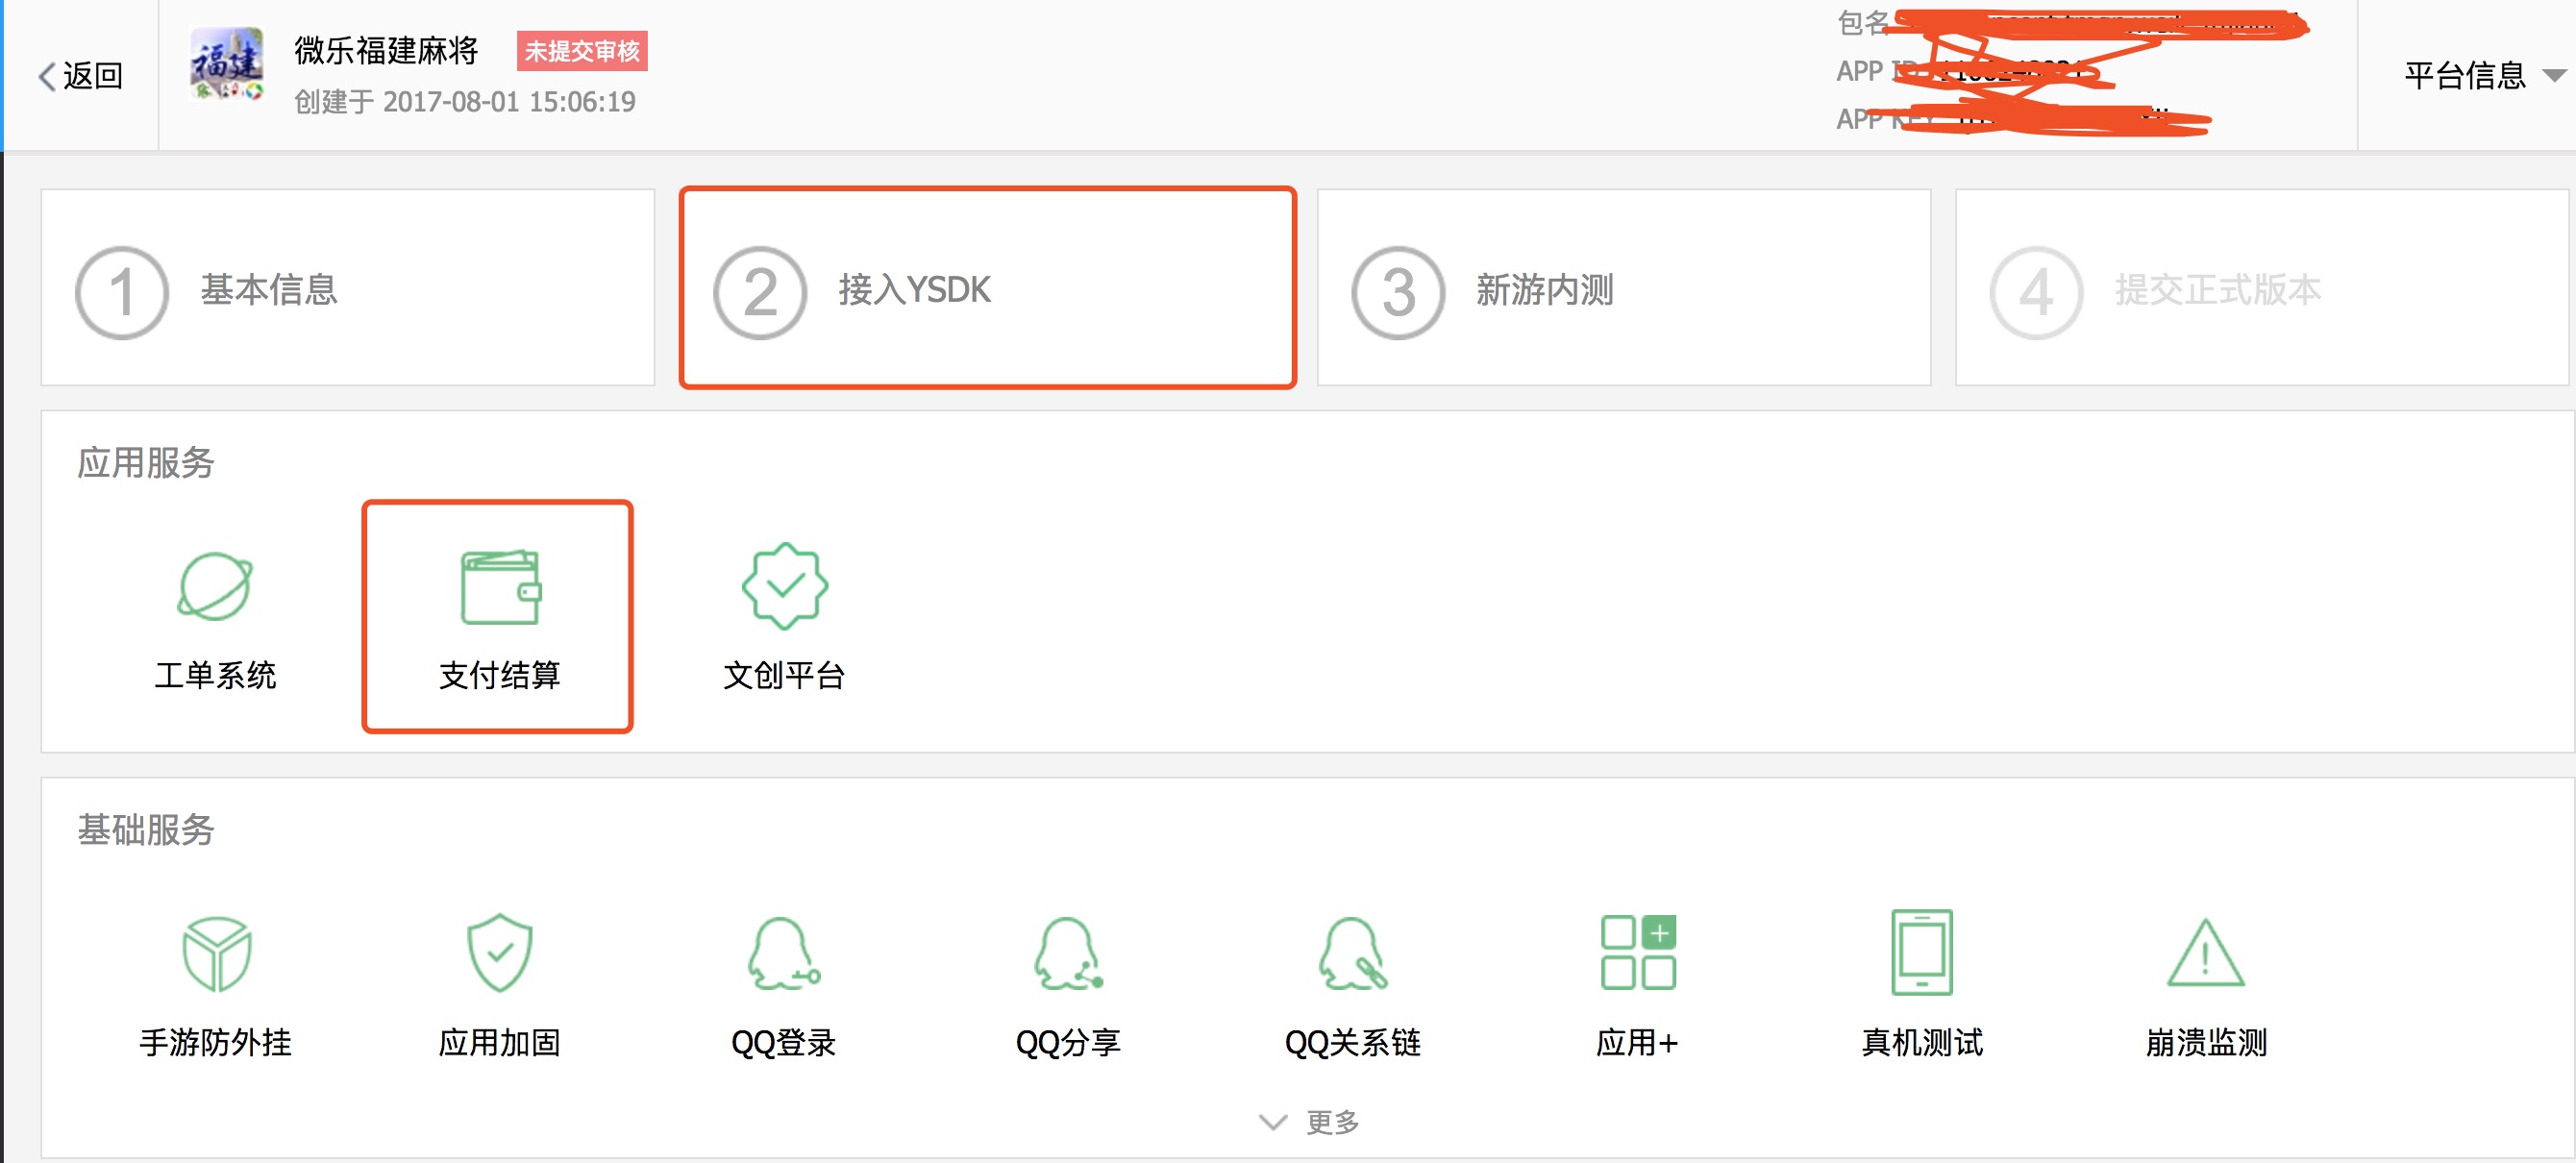 返回
福建
微乐福建麻将 未提交审核
创建于 2017-08-01 15:06:19
包名
APP ID
APP KEY
平台信息
1 基本信息
2 接入YSDK
3 新游内测
4 提交正式版本
应用服务
工单系统 支付结算 文创平台
基础服务
手游防外挂 应用加固 QQ登录 QQ分享 QQ关系链 应用+ 真机测试 崩溃监测
更多